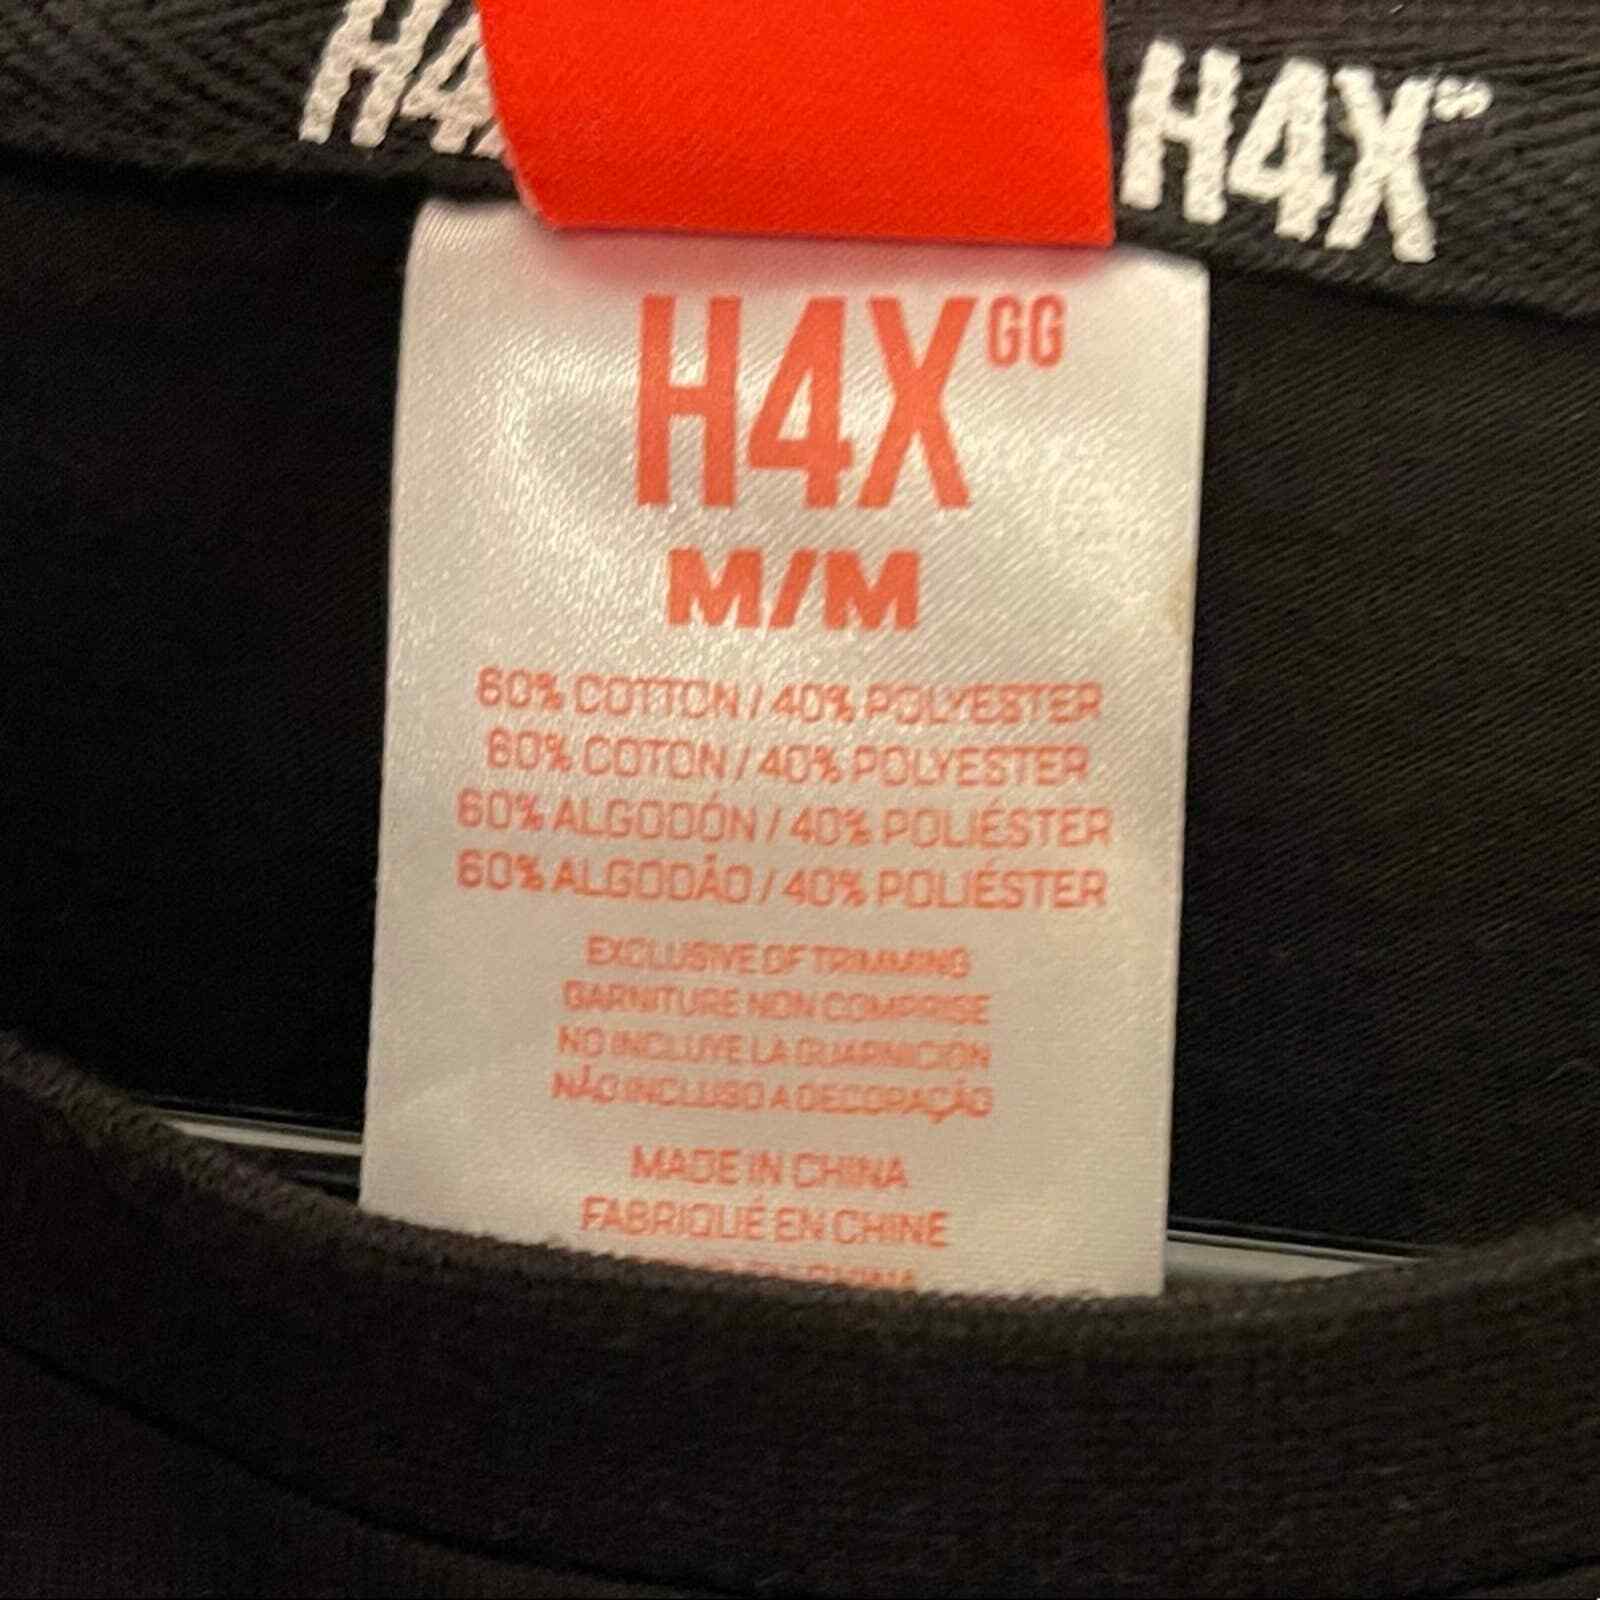 H4X GG
H4X GG
M/M
60% COTTON / 40% POLYESTER
60% COTON / 40% POLYESTER
60% ALGODÓN / 40% POLIÉSTER
60% ALGODÃO / 40% POLIÉSTER
EXCLUSIVE OF TRIMMING
GARNITURE NON COMPRISE
NO INCLUYE LA GUARNICIÓN
NÃO INCLUSO A DECORAÇÃO
MADE IN CHINA
FABRIQUÉ EN CHINE